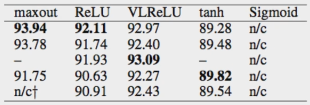 maxout ReLU VLReLU tanh Sigmoid
93.94 92.11 92.97 89.28 n/c
93.78 91.74 92.40 89.48 n/c
– 91.93 93.09 – n/c
91.75 90.63 92.27 89.82 n/c
n/c† 90.91 92.43 89.54 n/c